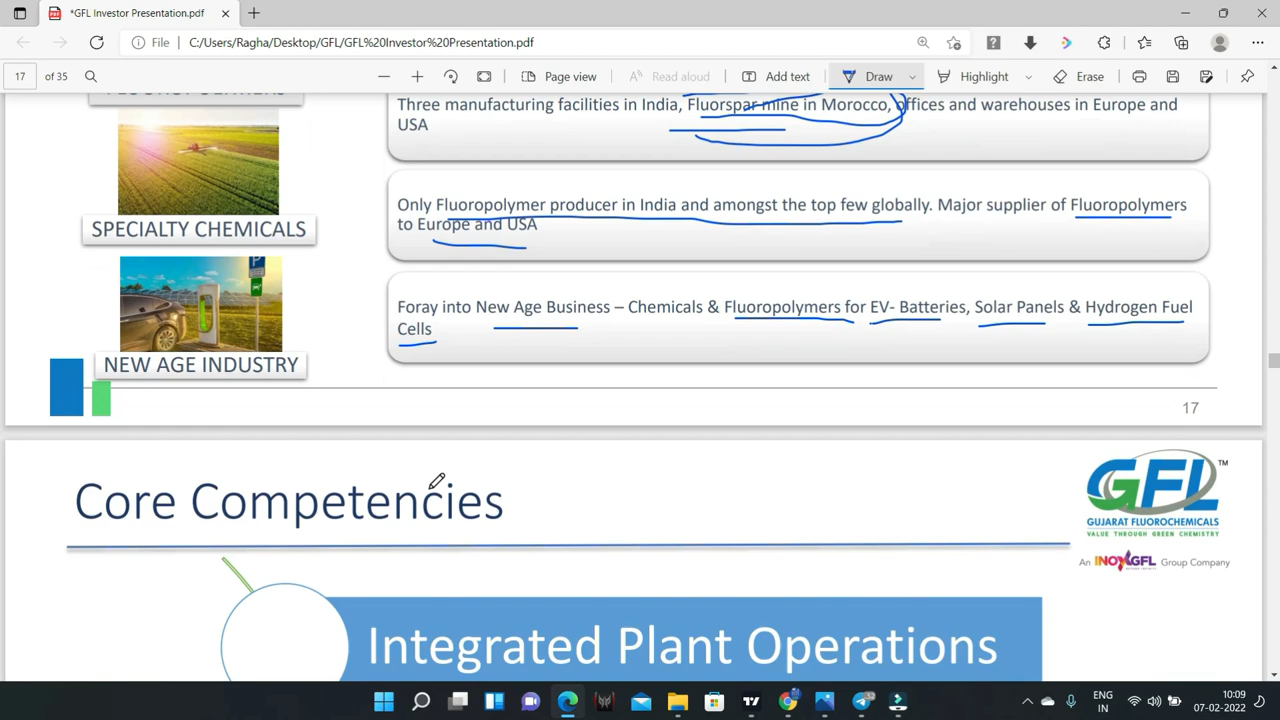 *GFL Investor Presentation.pdf
File C:/Users/Ragha/Desktop/GFL/GFL%20Investor%20Presentation.pdf
17 of 35 Page view Read aloud Add text Draw Highlight Erase
Three manufacturing facilities in India, Fluorspar mine in Morocco, offices and warehouses in Europe and
USA
SPECIALTY CHEMICALS
Only Fluoropolymer producer in India and amongst the top few globally. Major supplier of Fluoropolymers
to Europe and USA
Foray into New Age Business – Chemicals & Fluoropolymers for EV- Batteries, Solar Panels & Hydrogen Fuel
Cells
NEW AGE INDUSTRY
17
Core Competencies
GFL TM
GUJARAT FLUOROCHEMICALS
VALUE THROUGH GREEN CHEMISTRY
An INOXGFL Group Company
Integrated Plant Operations
ENG
IN
10:09
07-02-2022